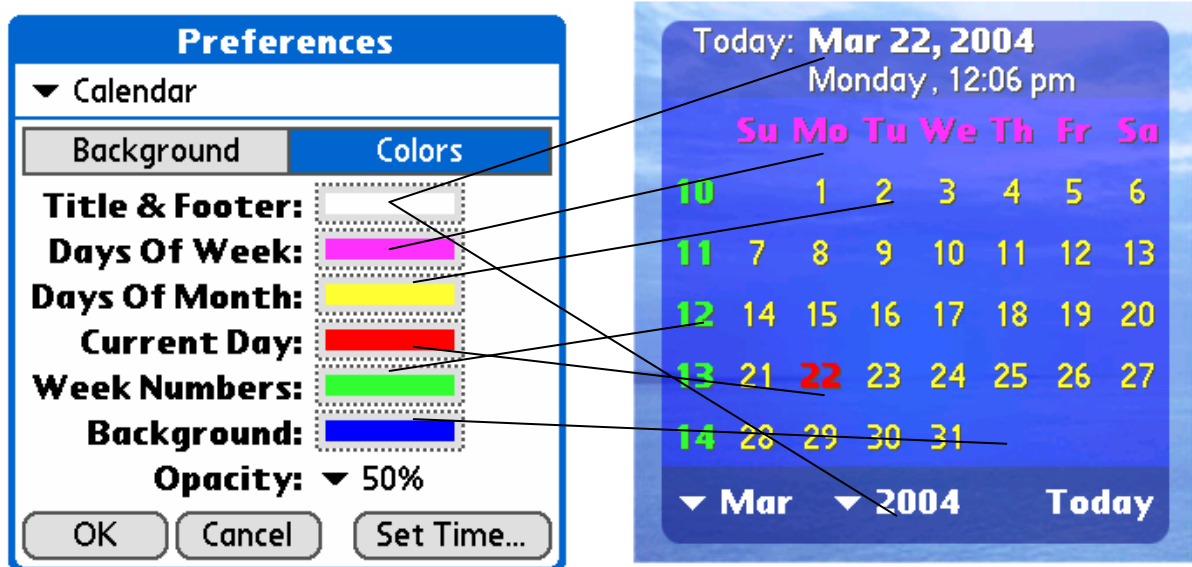 Preferences
Calendar
Background Colors
Title & Footer:
Days Of Week:
Days Of Month:
Current Day:
Week Numbers:
Background:
Opacity: 50%
OK Cancel Set Time...
Today: Mar 22, 2004
Monday, 12:06 pm
Su Mo Tu We Th Fr Sa
10 1 2 3 4 5 6
11 7 8 9 10 11 12 13
12 14 15 16 17 18 19 20
13 21 22 23 24 25 26 27
14 28 29 30 31
Mar 2004 Today